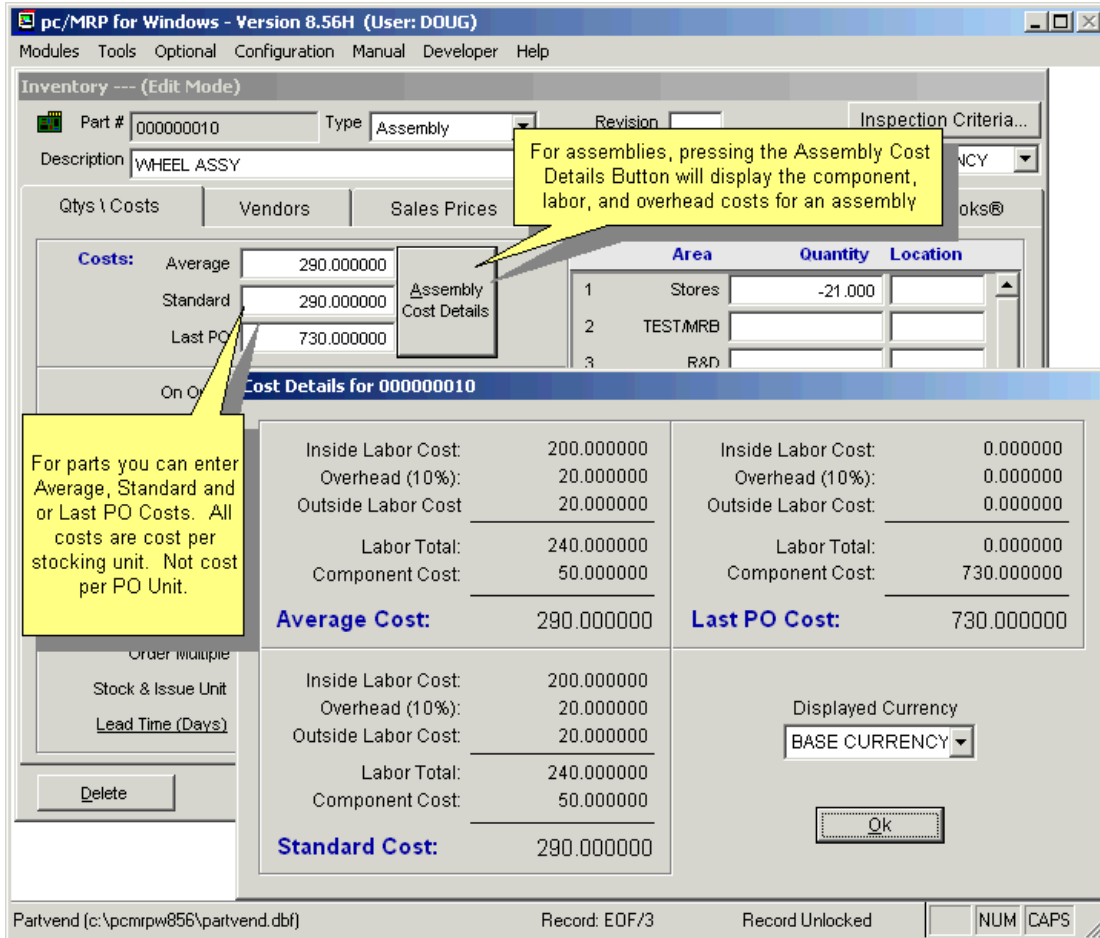 pc/MRP for Windows - Version 8.56H (User: DOUG)
Modules Tools Optional Configuration Manual Developer Help
Inventory --- (Edit Mode)
Part # 000000010 Type Assembly Revision Inspection Criteria...
Description WHEEL ASSY
For assemblies, pressing the Assembly Cost
Details Button will display the component,
labor, and overhead costs for an assembly
Qtys \ Costs Vendors Sales Prices
Costs: Average 290.000000
Standard 290.000000
Last PO 730.000000
Assembly
Cost Details
Area Quantity Location
1 Stores -21.000
2 TEST/MRB
3 R&D
For parts you can enter
Average, Standard and
or Last PO Costs. All
costs are cost per
stocking unit. Not cost
per PO Unit.
Order Multiple
Stock & Issue Unit
Lead Time (Days)
Delete
Cost Details for 000000010
Inside Labor Cost: 200.000000
Overhead (10%): 20.000000
Outside Labor Cost 20.000000
Labor Total: 240.000000
Component Cost: 50.000000
Average Cost: 290.000000
Inside Labor Cost: 0.000000
Overhead (10%): 0.000000
Outside Labor Cost: 0.000000
Labor Total: 0.000000
Component Cost: 730.000000
Last PO Cost: 730.000000
Inside Labor Cost: 200.000000
Overhead (10%): 20.000000
Outside Labor Cost: 20.000000
Labor Total: 240.000000
Component Cost: 50.000000
Standard Cost: 290.000000
Displayed Currency
BASE CURRENCY
Ok
Partvend (c:\pcmrpw856\partvend.dbf) Record: EOF/3 Record Unlocked NUM CAPS